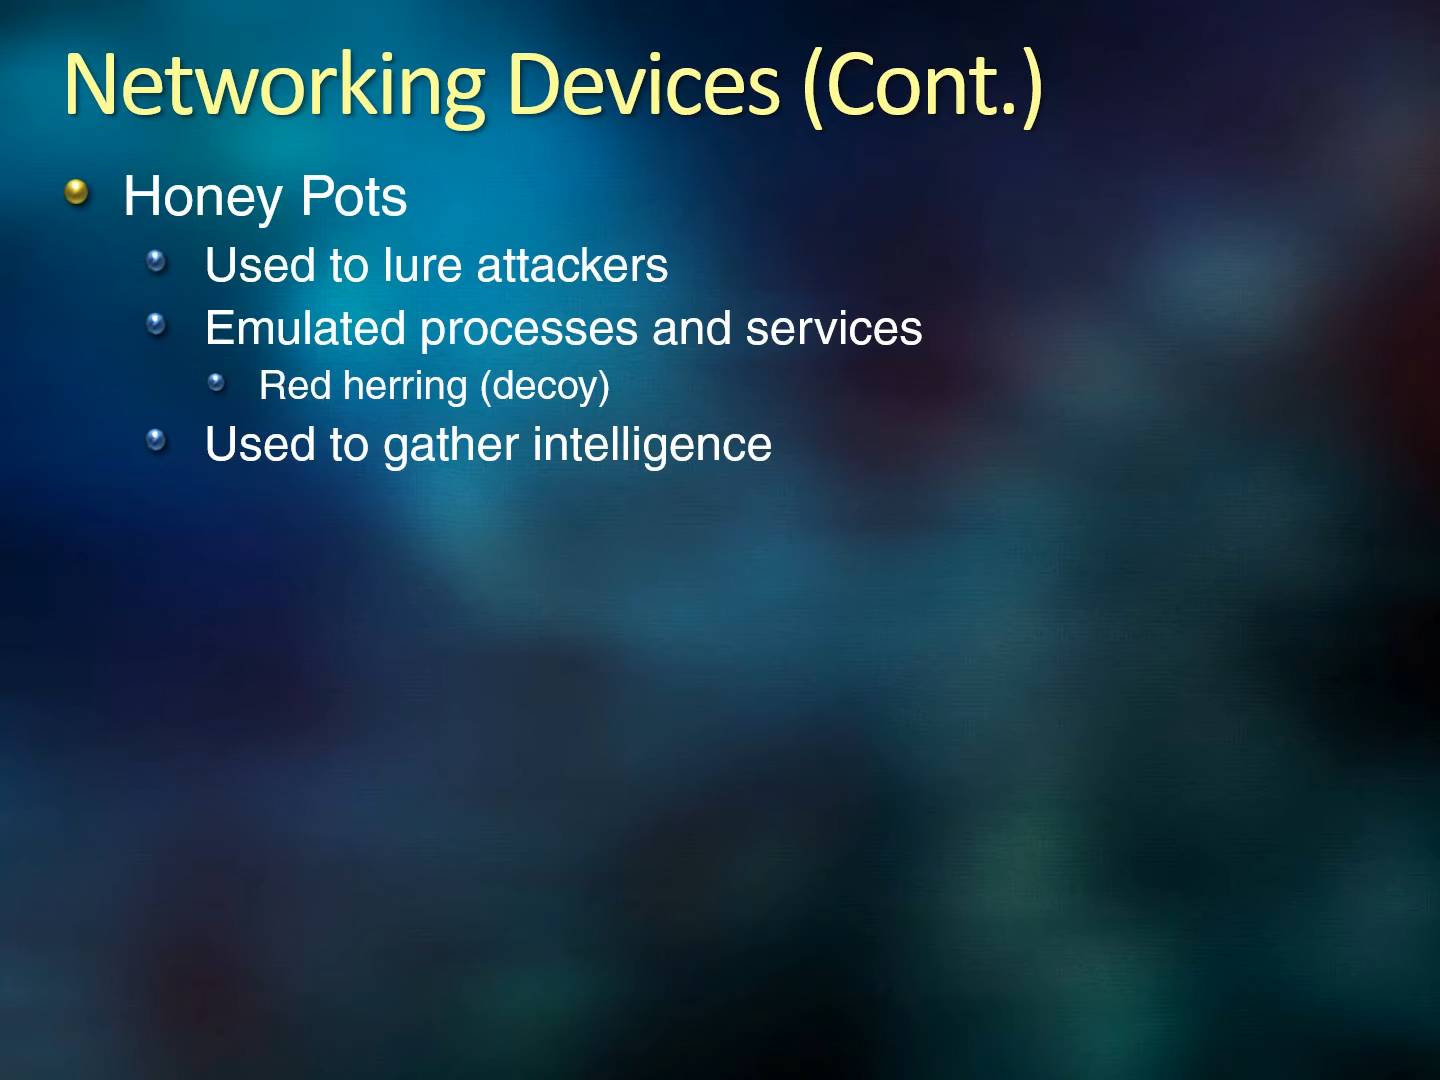 Networking Devices (Cont.)
Honey Pots
Used to lure attackers
Emulated processes and services
Red herring (decoy)
Used to gather intelligence